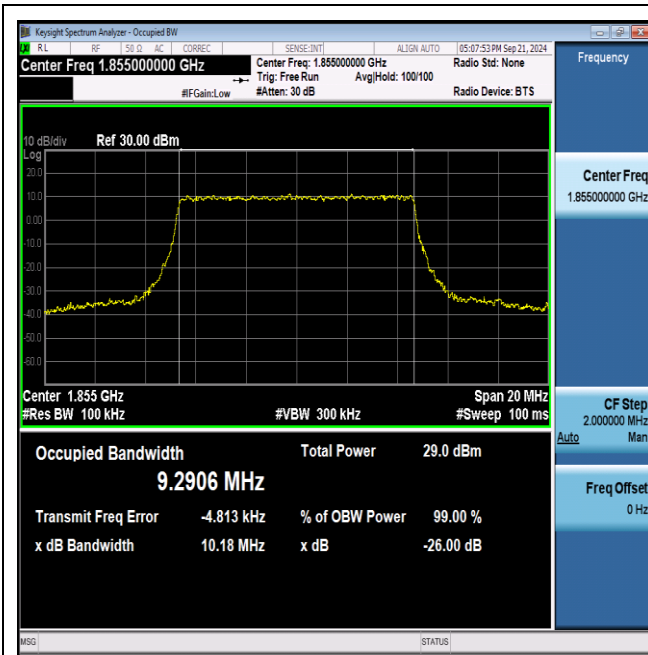 Keysight Spectrum Analyzer - Occupied BW
RL RF 50 Ω AC CORREC SENSE:INT ALIGN AUTO 05:07:53 PM Sep 21, 2024
Center Freq 1.855000000 GHz
Center Freq: 1.855000000 GHz
Radio Std: None
Trig: Free Run Avg|Hold: 100/100
#IFGain:Low #Atten: 30 dB Radio Device: BTS
10 dB/div Ref 30.00 dBm
Log
20.0
10.0
0.00
-10.0
-20.0
-30.0
-40.0
-50.0
-60.0
Center 1.855 GHz Span 20 MHz
#Res BW 100 kHz #VBW 300 kHz #Sweep 100 ms
Occupied Bandwidth Total Power 29.0 dBm
9.2906 MHz
Transmit Freq Error -4.813 kHz % of OBW Power 99.00 %
x dB Bandwidth 10.18 MHz x dB -26.00 dB
MSG STATUS
Frequency
Center Freq
1.855000000 GHz
CF Step
2.000000 MHz
Auto Man
Freq Offset
0 Hz